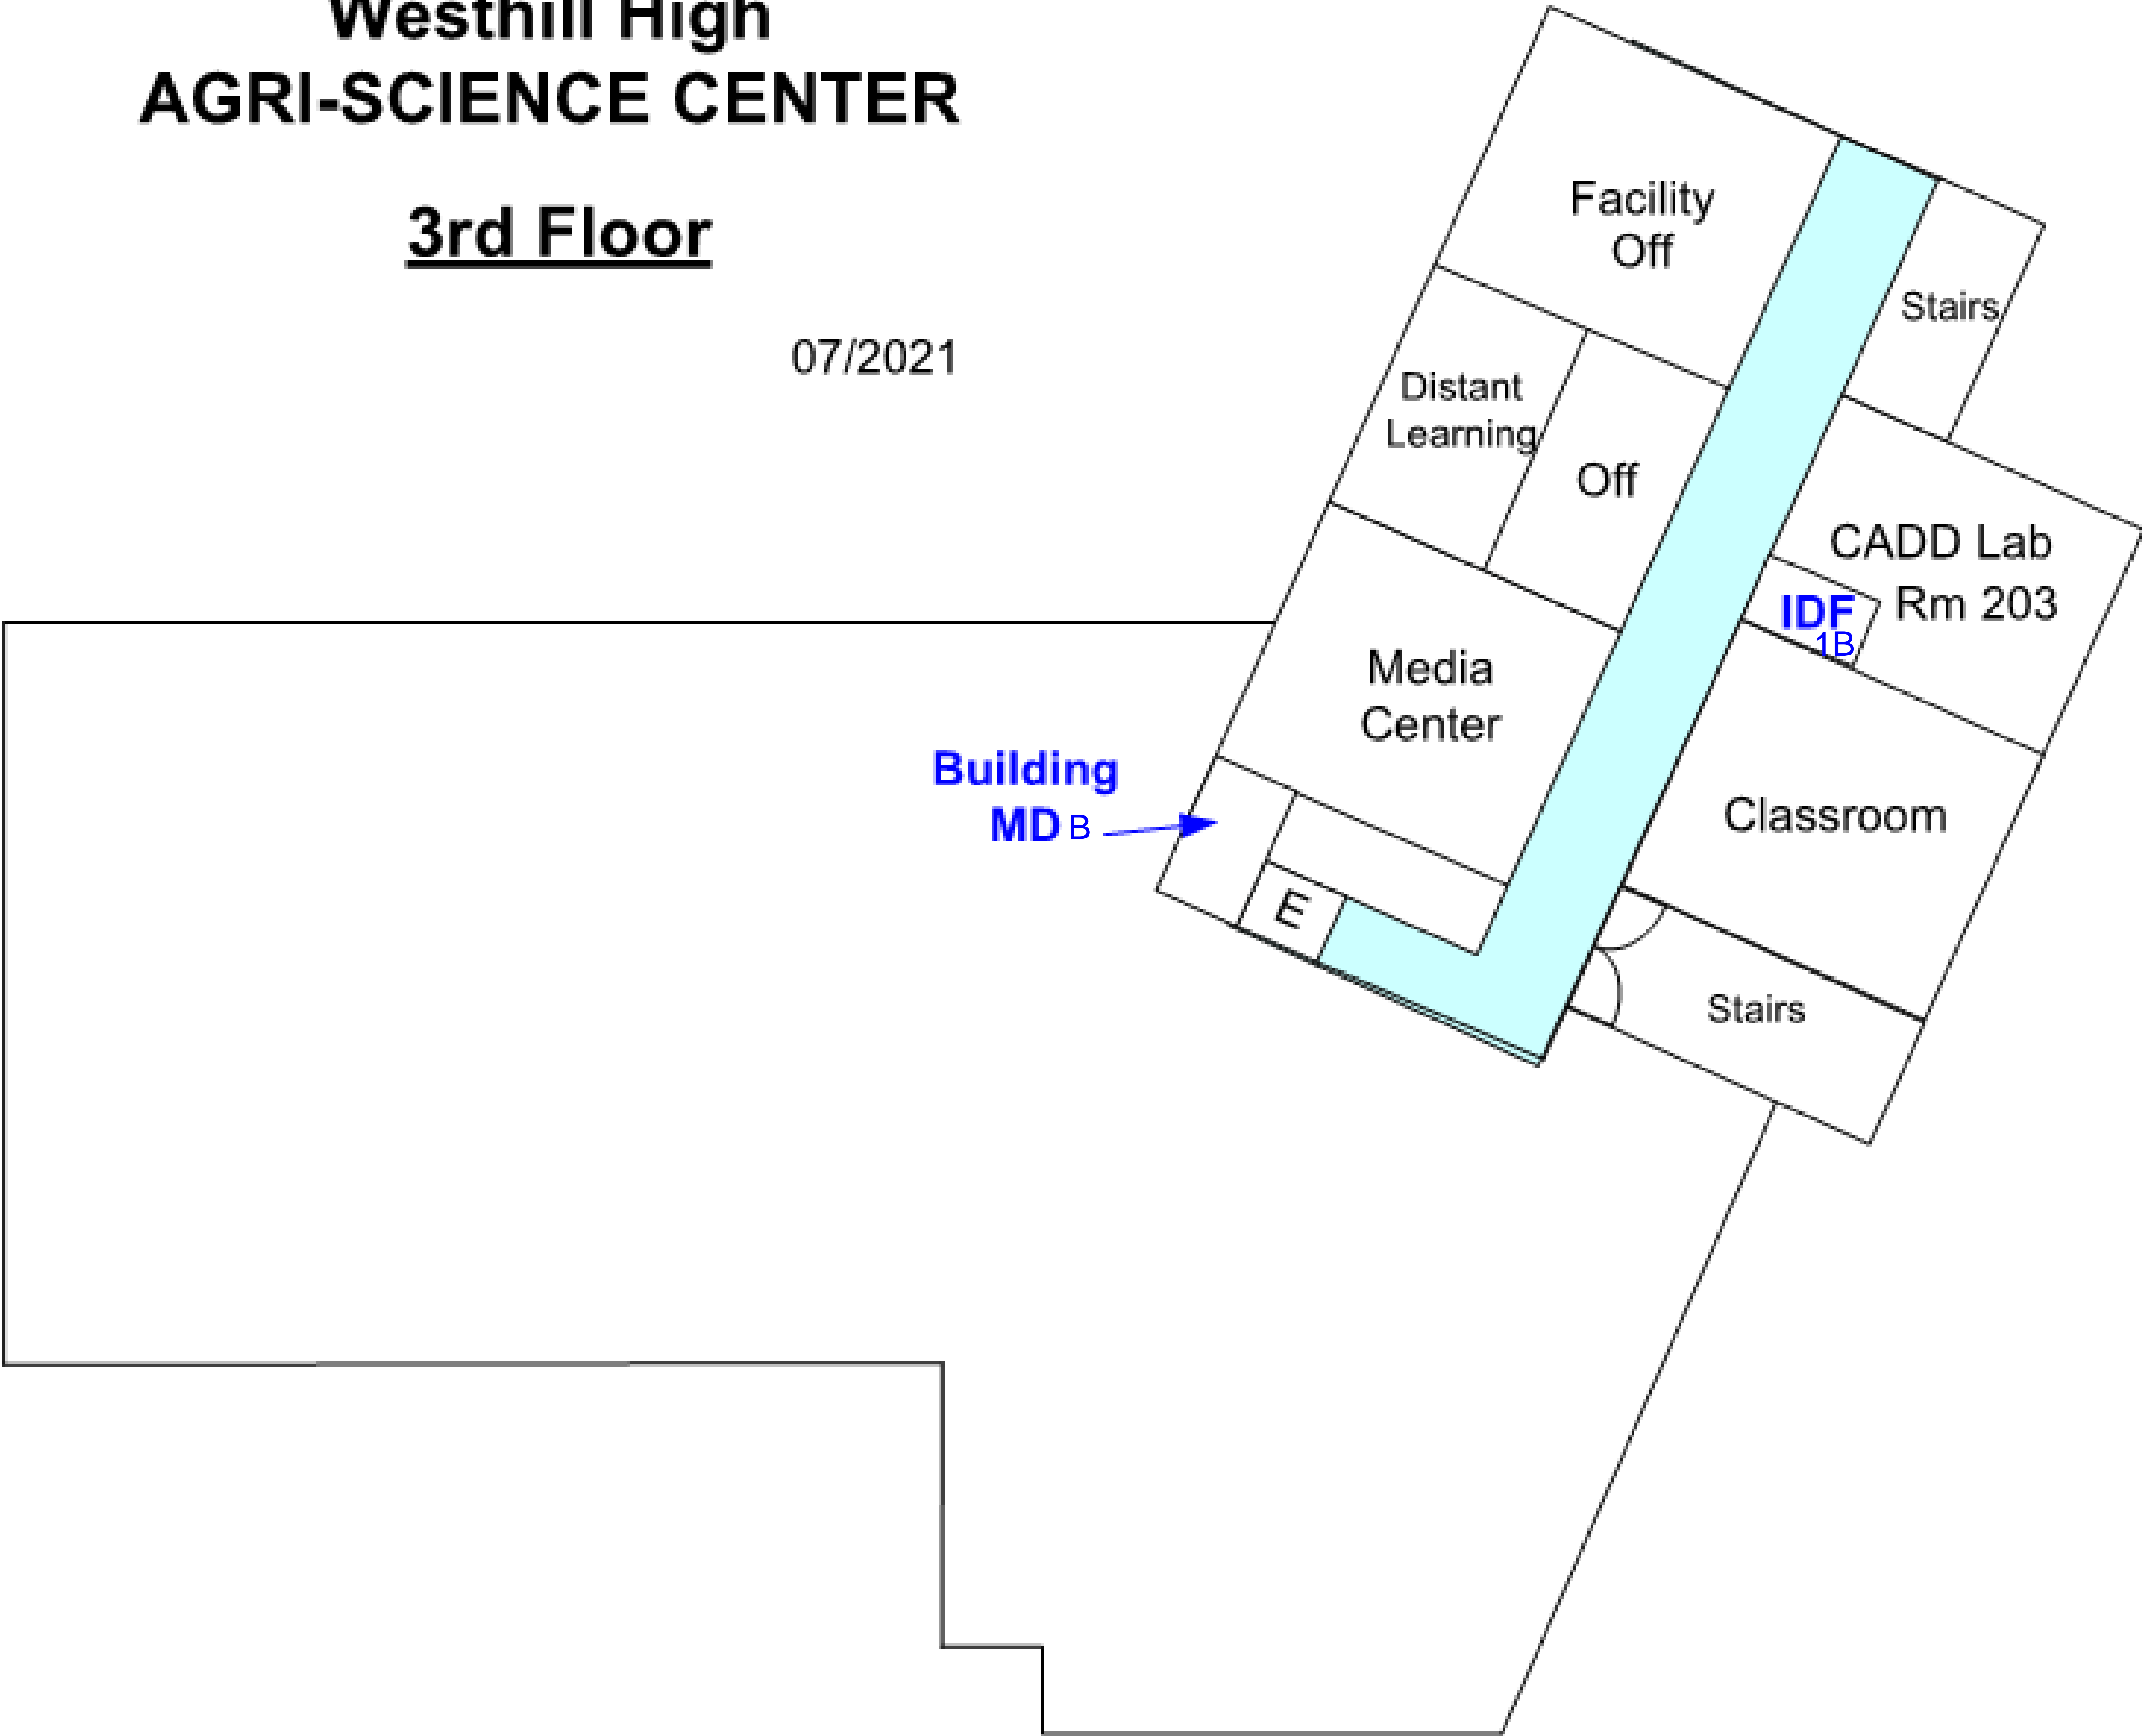 Westhill High
AGRI-SCIENCE CENTER
3rd Floor
07/2021
Facility
Off
Stairs
Distant
Learning
Off
CADD Lab
Rm 203
IDF
1B
Media
Center
Building
MD B
Classroom
E
Stairs